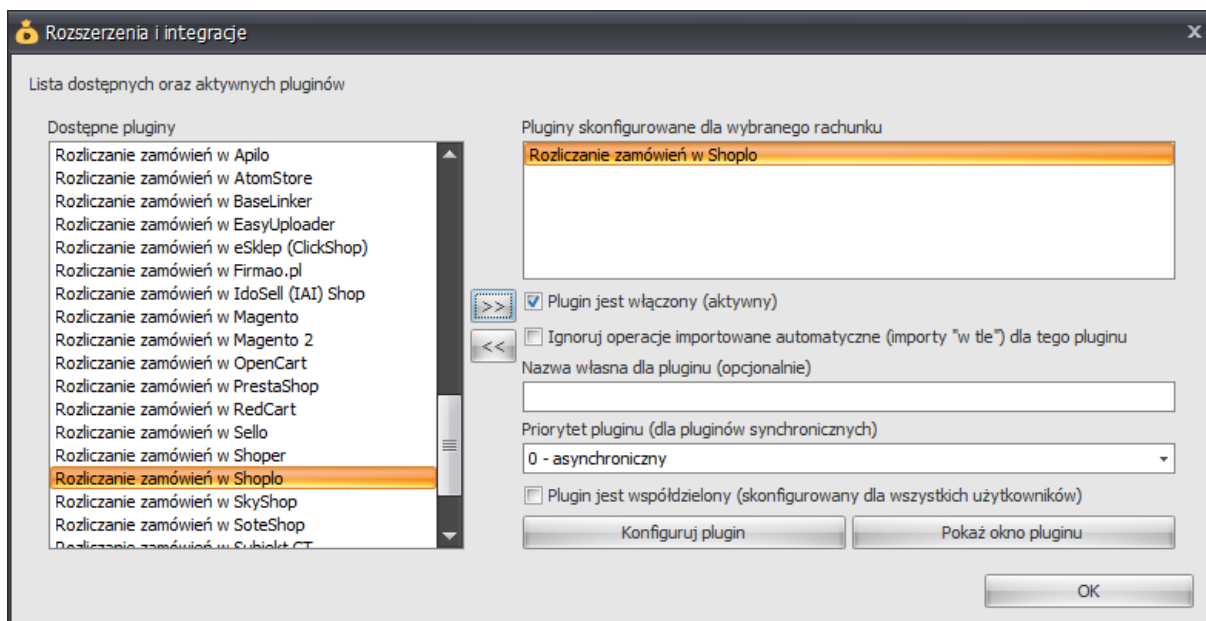 Rozszerzenia i integracje
x
Lista dostępnych oraz aktywnych pluginów
Dostępne pluginy
Rozliczanie zamówień w Apilo
Rozliczanie zamówień w AtomStore
Rozliczanie zamówień w BaseLinker
Rozliczanie zamówień w EasyUploader
Rozliczanie zamówień w eSklep (ClickShop)
Rozliczanie zamówień w Firmao.pl
Rozliczanie zamówień w IdoSell (IAI) Shop
Rozliczanie zamówień w Magento
Rozliczanie zamówień w Magento 2
Rozliczanie zamówień w OpenCart
Rozliczanie zamówień w PrestaShop
Rozliczanie zamówień w RedCart
Rozliczanie zamówień w Sello
Rozliczanie zamówień w Shoper
Rozliczanie zamówień w Shoplo
Rozliczanie zamówień w SkyShop
Rozliczanie zamówień w SoteShop
Rozliczanie zamówień w Subiekt GT
>>
<<
Pluginy skonfigurowane dla wybranego rachunku
Rozliczanie zamówień w Shoplo
Plugin jest włączony (aktywny)
Ignoruj operacje importowane automatyczne (importy "w tle") dla tego pluginu
Nazwa własna dla pluginu (opcjonalnie)
Priorytet pluginu (dla pluginów synchronicznych)
0 - asynchroniczny
Plugin jest współdzielony (skonfigurowany dla wszystkich użytkowników)
Konfiguruj plugin
Pokaż okno pluginu
OK